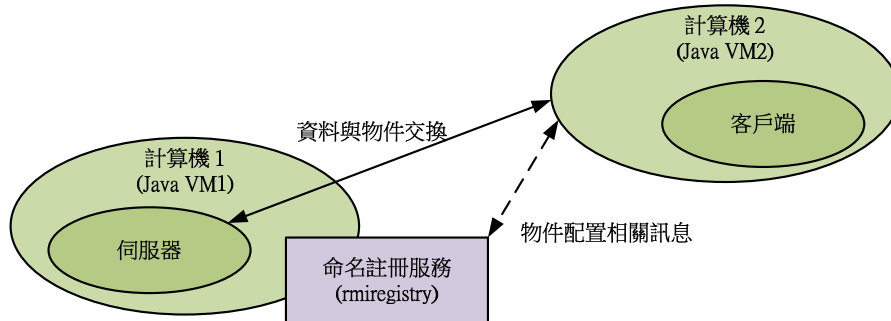 計算機 2
(Java VM2)
客戶端
資料與物件交換
計算機 1
(Java VM1)
伺服器
物件配置相關訊息
命名註冊服務
(rmiregistry)